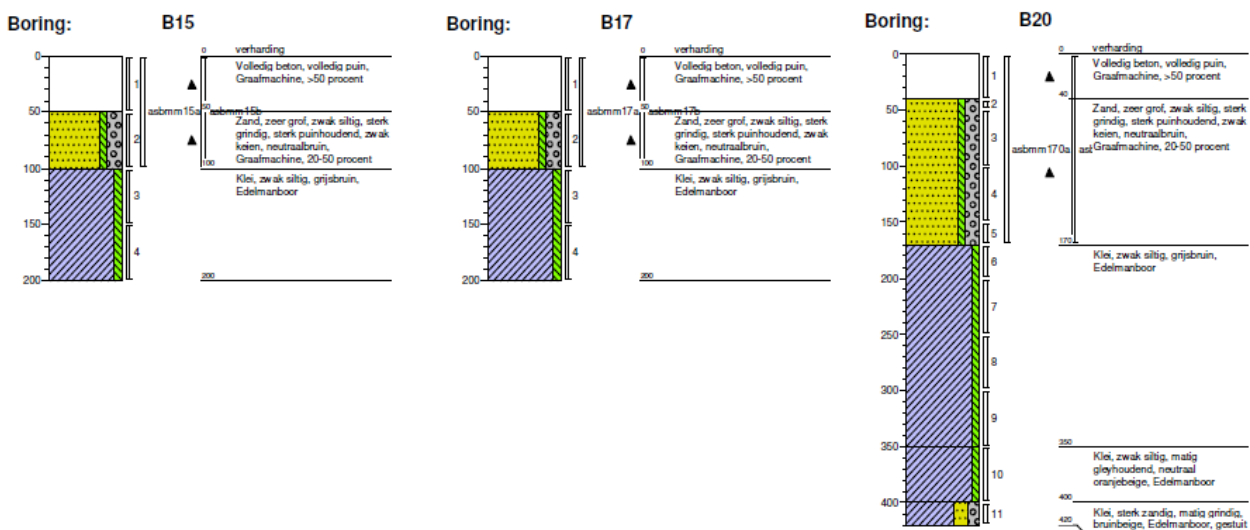 Boring: B15
0
50
100
150
200
1
2
3
4
asbmm15a asbmm15b
0 verharding
Volledig beton, volledig puin,
Graafmachine, >50 procent
50
Zand, zeer grof, zwak siltig, sterk
grindig, sterk puinhoudend, zwak
keien, neutraalbruin,
Graafmachine, 20-50 procent
100
Klei, zwak siltig, grijsbruin,
Edelmanboor
200
Boring: B17
0
50
100
150
200
1
2
3
4
asbmm17a asbmm17b
0 verharding
Volledig beton, volledig puin,
Graafmachine, >50 procent
50
Zand, zeer grof, zwak siltig, sterk
grindig, sterk puinhoudend, zwak
keien, neutraalbruin,
Graafmachine, 20-50 procent
100
Klei, zwak siltig, grijsbruin,
Edelmanboor
200
Boring: B20
0
50
100
150
200
250
300
350
400
1
2
3
4
5
6
7
8
9
10
11
asbmm170a
0 verharding
Volledig beton, volledig puin,
Graafmachine, >50 procent
40
Zand, zeer grof, zwak siltig, sterk
grindig, sterk puinhoudend, zwak
keien, neutraalbruin,
Graafmachine, 20-50 procent
170
Klei, zwak siltig, grijsbruin,
Edelmanboor
350
Klei, zwak siltig, matig
gleyhoudend, neutraal
oranjebeige, Edelmanboor
400
Klei, sterk zandig, matig grindig,
bruinbeige, Edelmanboor, gestuit
420